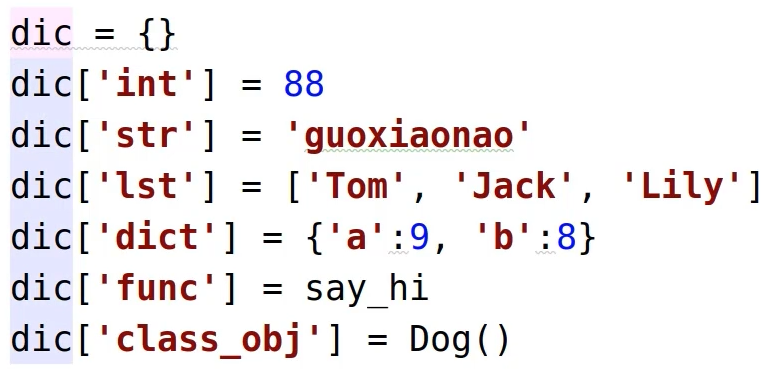 dic = {}
dic['int'] = 88
dic['str'] = 'guoxiaonao'
dic['lst'] = ['Tom', 'Jack', 'Lily']
dic['dict'] = {'a':9, 'b':8}
dic['func'] = say_hi
dic['class_obj'] = Dog()